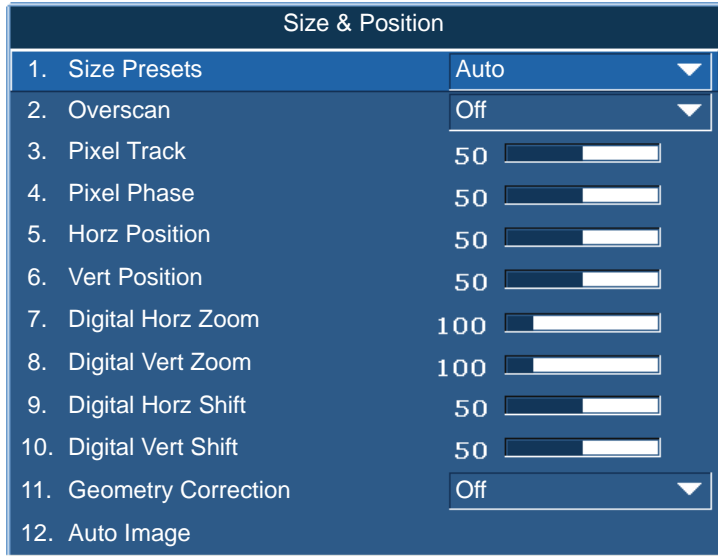 Size & Position
1. Size Presets Auto
2. Overscan Off
3. Pixel Track 50
4. Pixel Phase 50
5. Horz Position 50
6. Vert Position 50
7. Digital Horz Zoom 100
8. Digital Vert Zoom 100
9. Digital Horz Shift 50
10. Digital Vert Shift 50
11. Geometry Correction Off
12. Auto Image